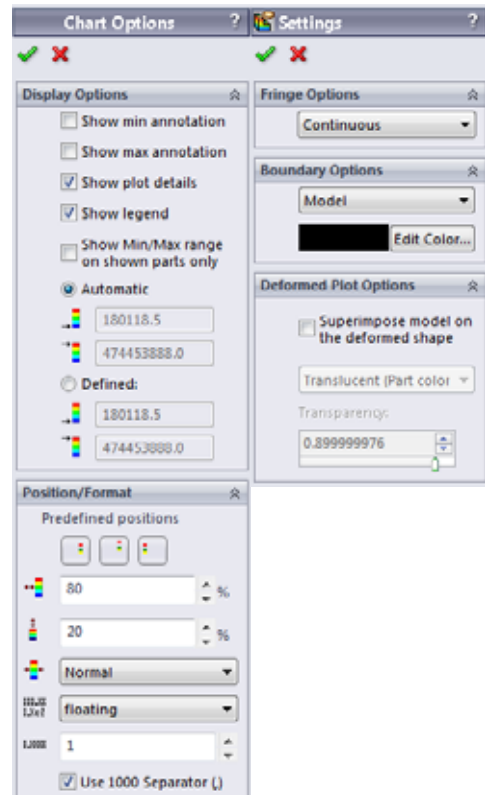 Chart Options ?
Display Options
Show min annotation
Show max annotation
Show plot details
Show legend
Show Min/Max range
on shown parts only
Automatic
180118.5
474453888.0
Defined:
180118.5
474453888.0
Position/Format
Predefined positions
80 %
20 %
Normal
floating
1
Use 1000 Separator (,)
Settings ?
Fringe Options
Continuous
Boundary Options
Model
Edit Color...
Deformed Plot Options
Superimpose model on
the deformed shape
Translucent (Part color
Transparency:
0.899999976